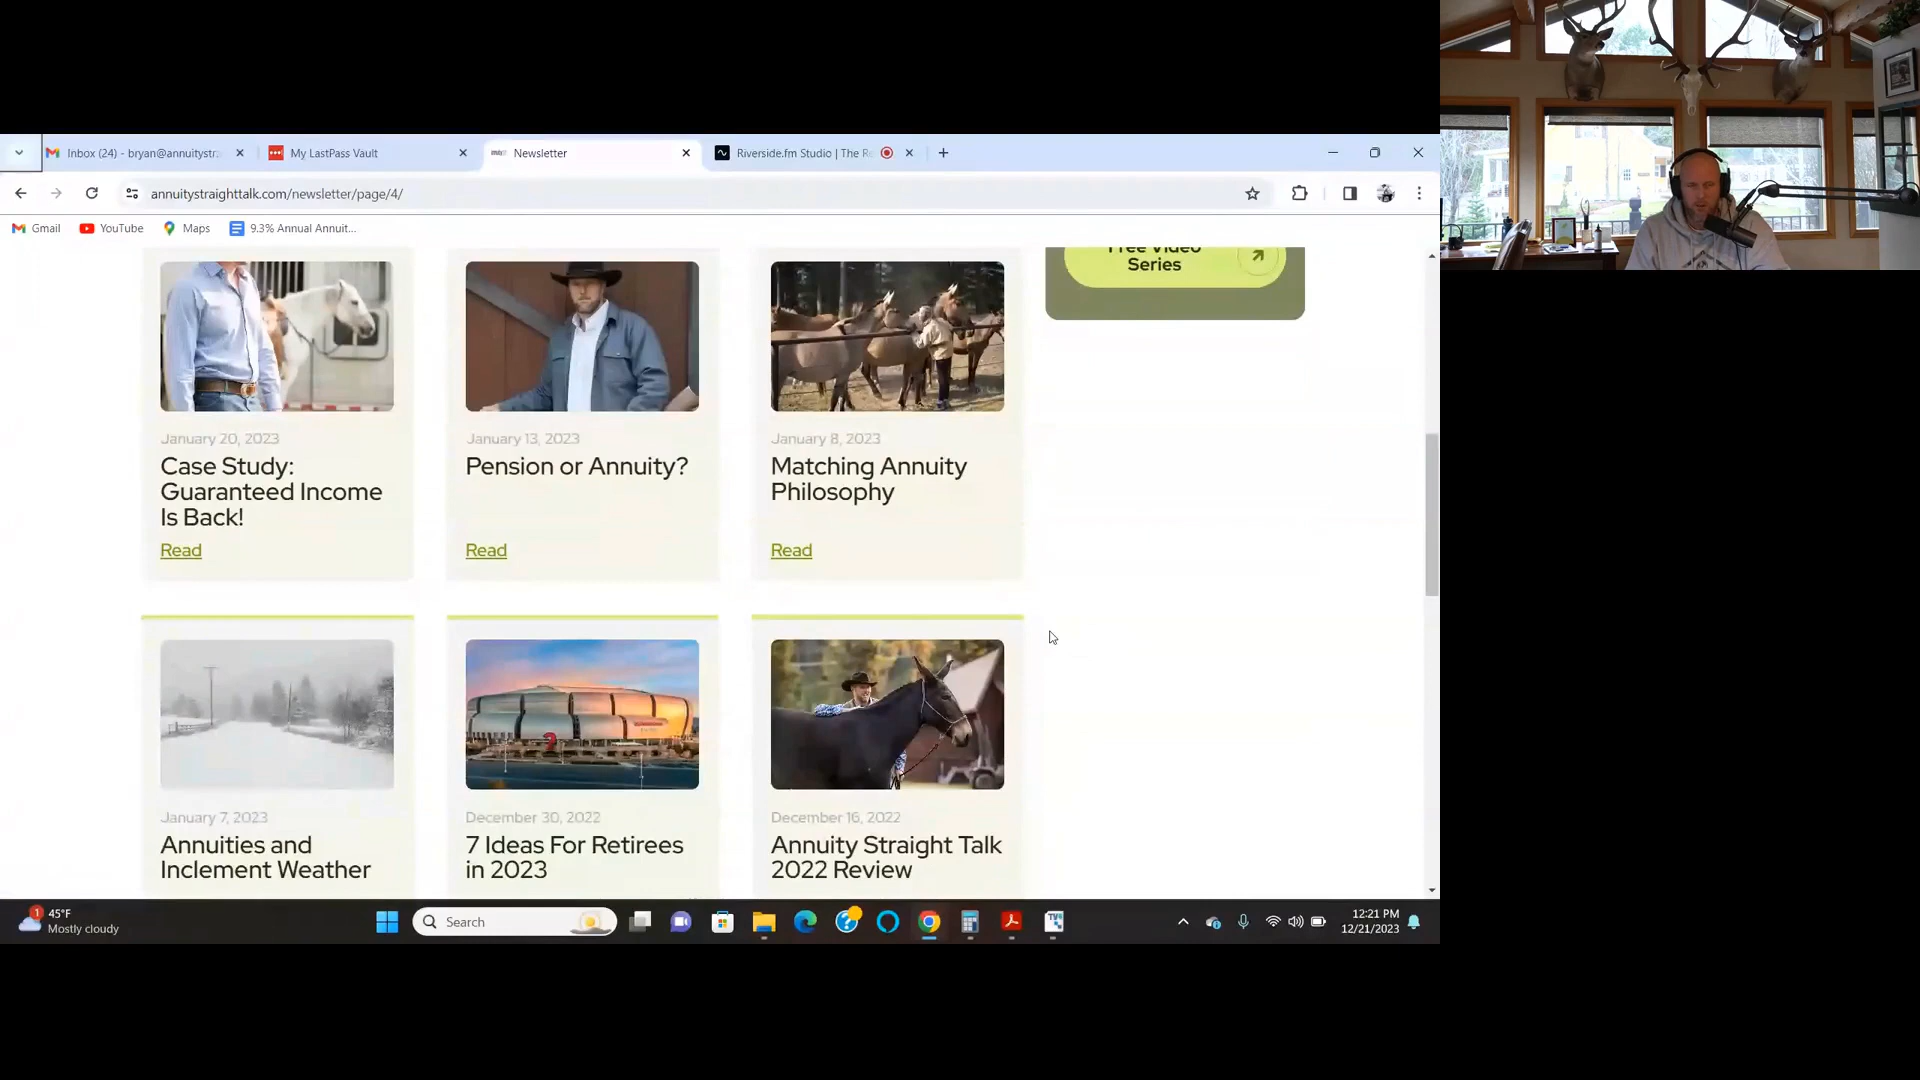 Inbox (24) - bryan@annuitystr
My LastPass Vault
Newsletter
Riverside.fm Studio | The R
annuitystraighttalk.com/newsletter/page/4/
Gmail
YouTube
Maps
9.3% Annual Annuit...
Free Video
Series
January 20, 2023
Case Study:
Guaranteed Income
Is Back!
Read
January 13, 2023
Pension or Annuity?
Read
January 8, 2023
Matching Annuity
Philosophy
Read
January 7, 2023
Annuities and
Inclement Weather
December 30, 2022
7 Ideas For Retirees
in 2023
December 16, 2022
Annuity Straight Talk
2022 Review
1
45°F
Mostly cloudy
Search
12:21 PM
12/21/2023